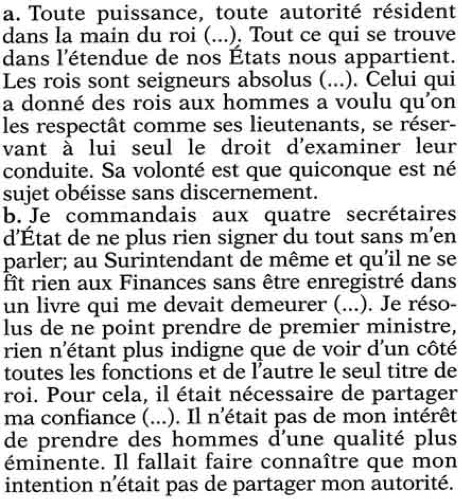 a. Toute puissance, toute autorité résident
dans la main du roi (...). Tout ce qui se trouve
dans l'étendue de nos États nous appartient.
Les rois sont seigneurs absolus (...). Celui qui
a donné des rois aux hommes a voulu qu'on
les respectât comme ses lieutenants, se réser-
vant à lui seul le droit d'examiner leur
conduite. Sa volonté est que quiconque est né
sujet obéisse sans discernement.
b. Je commandais aux quatre secrétaires
d'État de ne plus rien signer du tout sans m'en
parler; au Surintendant de même et qu'il ne se
fît rien aux Finances sans être enregistré dans
un livre qui me devait demeurer (...). Je réso-
lus de ne point prendre de premier ministre,
rien n'étant plus indigne que de voir d'un côté
toutes les fonctions et de l'autre le seul titre de
roi. Pour cela, il était nécessaire de partager
ma confiance (...). Il n'était pas de mon intérêt
de prendre des hommes d'une qualité plus
éminente. Il fallait faire connaître que mon
intention n'était pas de partager mon autorité.